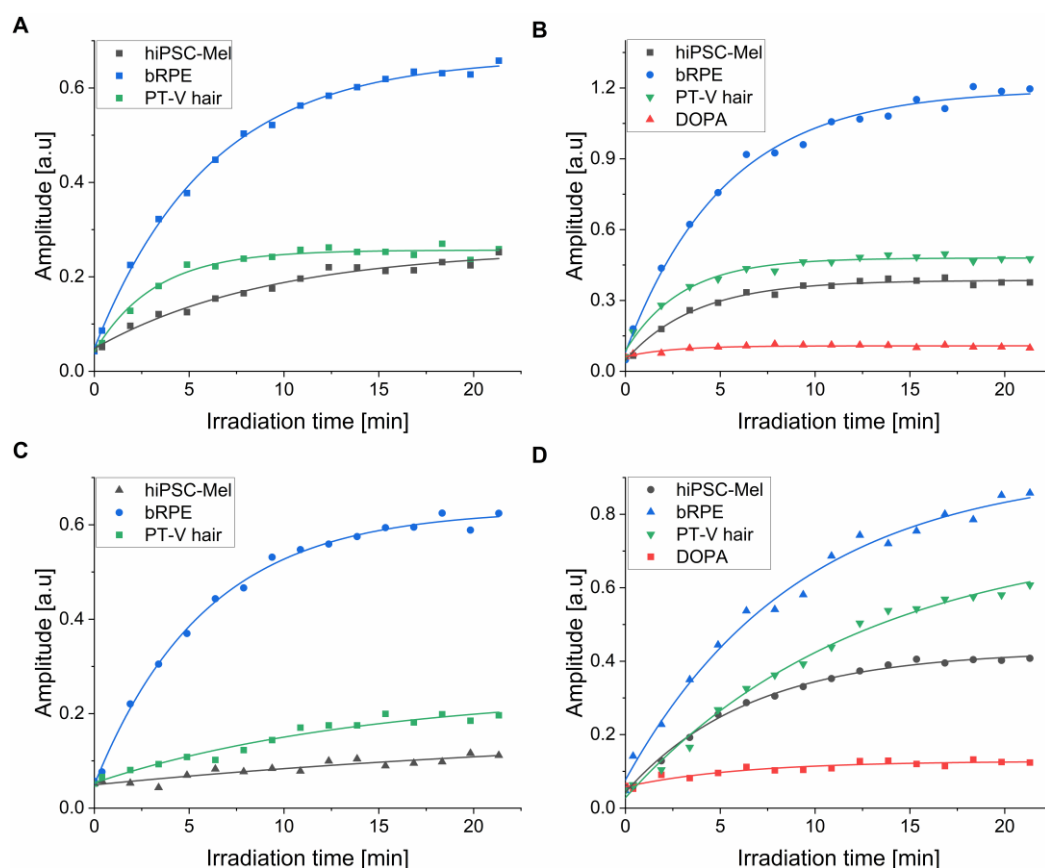 A
hiPSC-Mel
bRPE
PT-V hair
Amplitude [a.u]
0.6
0.4
0.2
0.0
0 5 10 15 20
Irradiation time [min]
B
hiPSC-Mel
bRPE
PT-V hair
DOPA
Amplitude [a.u]
1.2
0.9
0.6
0.3
0.0
0 5 10 15 20
Irradiation time [min]
C
hiPSC-Mel
bRPE
PT-V hair
Amplitude [a.u]
0.6
0.4
0.2
0.0
0 5 10 15 20
Irradiation time [min]
D
hiPSC-Mel
bRPE
PT-V hair
DOPA
Amplitude [a.u]
0.8
0.6
0.4
0.2
0.0
0 5 10 15 20
Irradiation time [min]